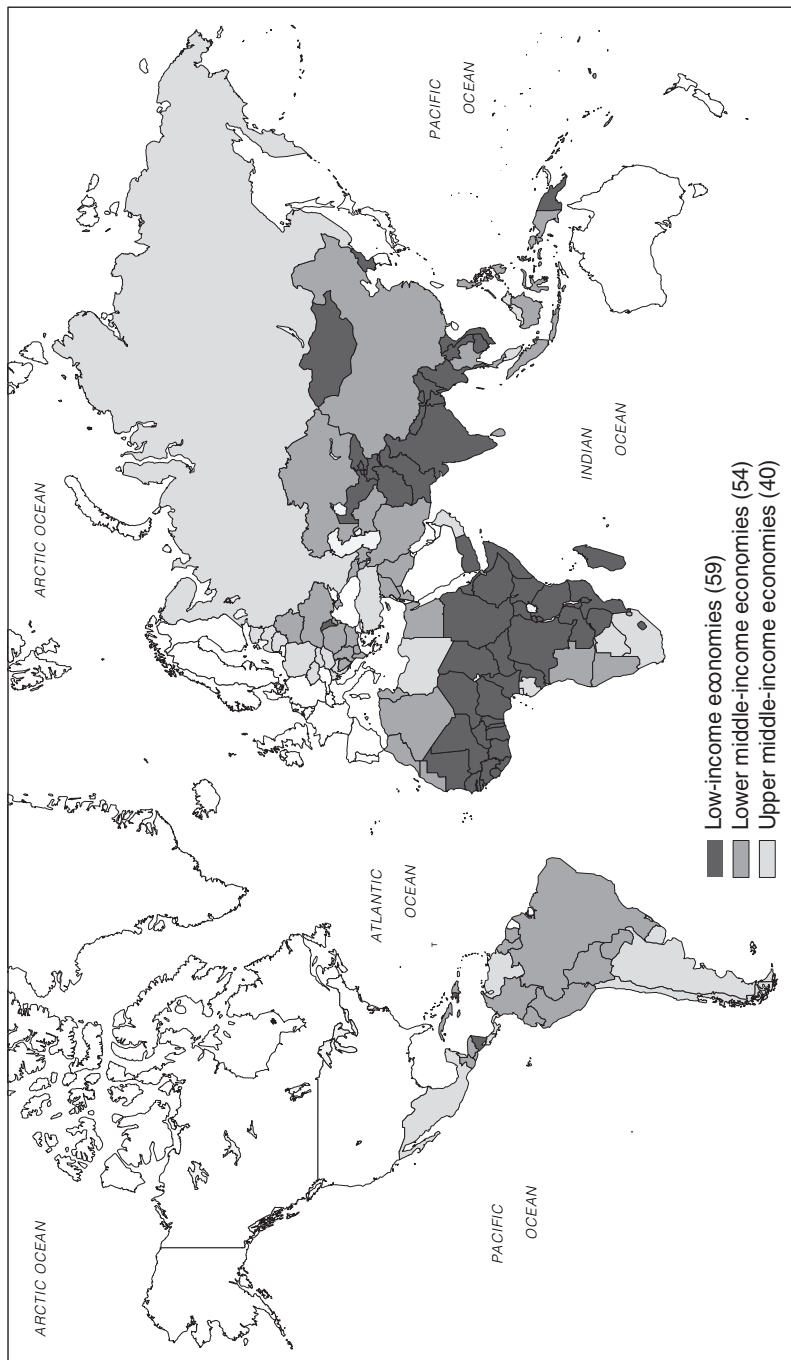 ARCTIC OCEAN
ARCTIC OCEAN
PACIFIC
OCEAN
ATLANTIC
OCEAN
PACIFIC
OCEAN
INDIAN
OCEAN
Low-income economies (59)
Lower middle-income economies (54)
Upper middle-income economies (40)